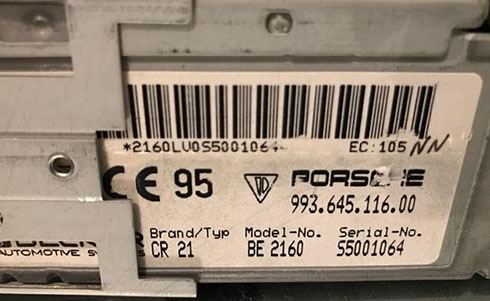 *2160LV0S5001064*
EC:105 NN
CE 95
PORSCHE
993.645.116.00
Brand/Typ Model-No. Serial-No.
CR 21 BE 2160 S5001064
AUTOMOTIVE